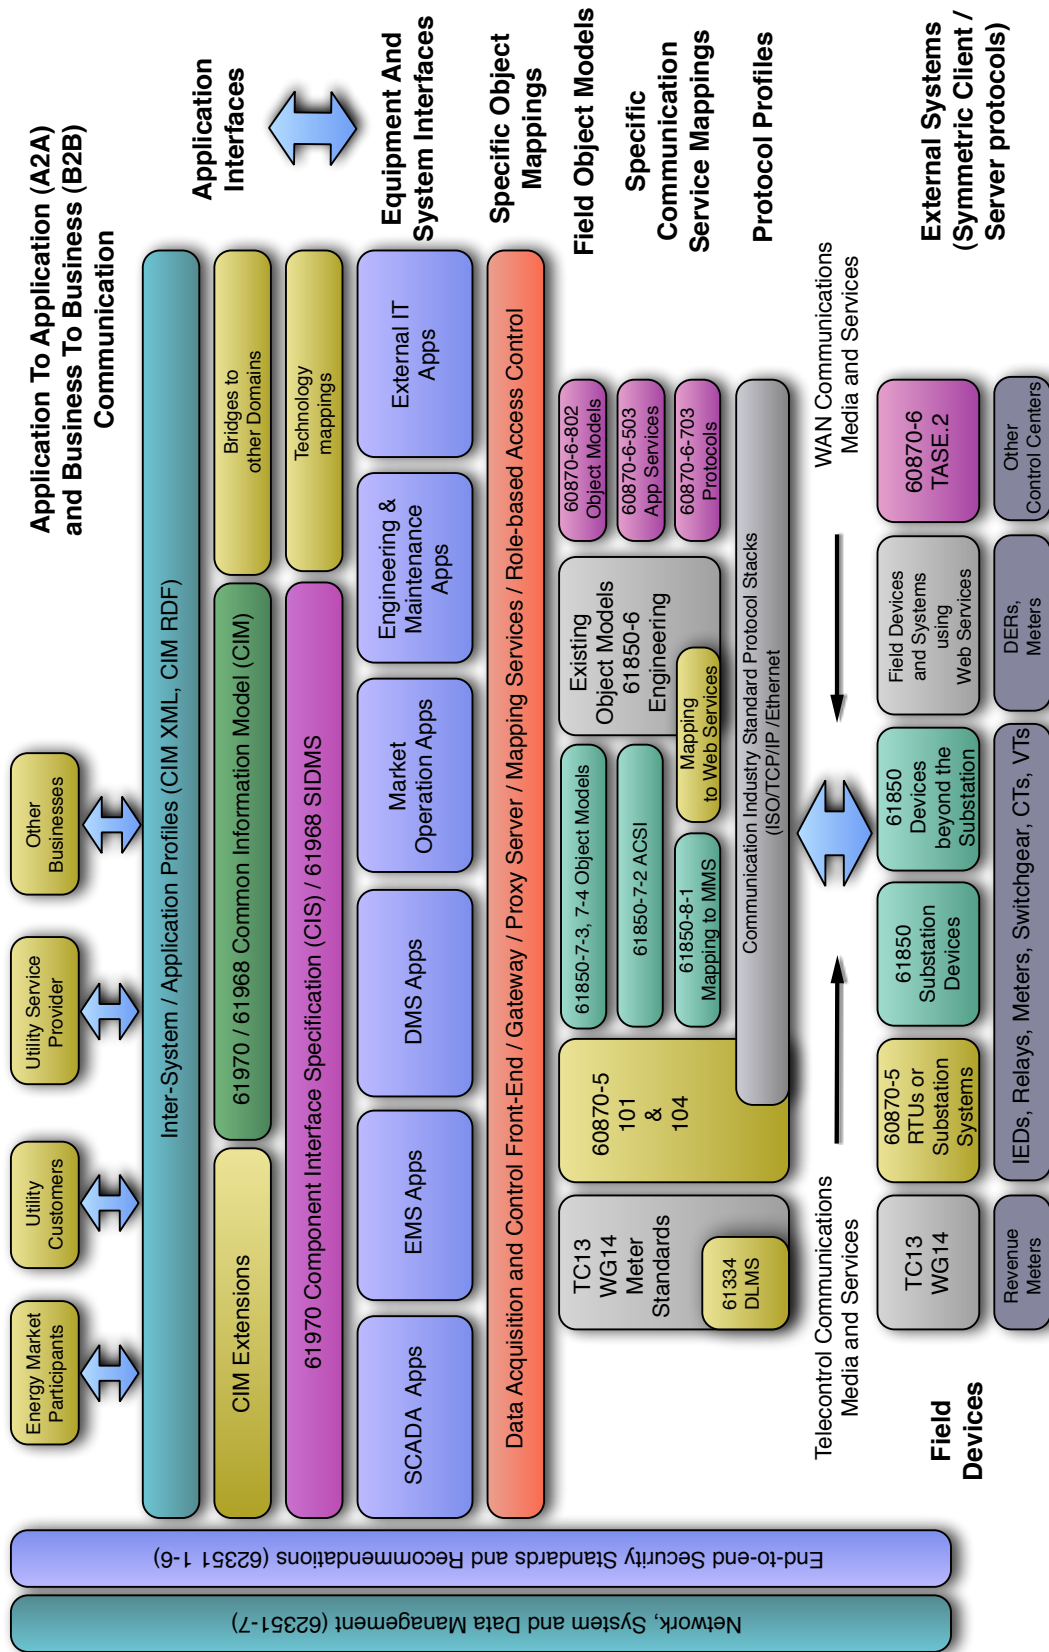 Application To Application (A2A)
and Business To Business (B2B)
Communication
Energy Market
Participants
Utility
Customers
Utility Service
Provider
Other
Businesses
Inter-System / Application Profiles (CIM XML, CIM RDF)
Application
Interfaces
CIM Extensions
61970 / 61968 Common Information Model (CIM)
Bridges to
other Domains
61970 Component Interface Specification (CIS) / 61968 SIDMS
Technology
mappings
Equipment And
System Interfaces
SCADA Apps
EMS Apps
DMS Apps
Market
Operation Apps
Engineering &
Maintenance
Apps
External IT
Apps
Data Acquisition and Control Front-End / Gateway / Proxy Server / Mapping Services / Role-based Access Control
Specific Object
Mappings
TC13
WG14
Meter
Standards
61334
DLMS
60870-5
101
&
104
61850-7-3, 7-4 Object Models
61850-7-2 ACSI
61850-8-1
Mapping to MMS
Existing
Object Models
61850-6
Engineering
Mapping
to Web Services
60870-6-802
Object Models
60870-6-503
App Services
60870-6-703
Protocols
Field Object Models
Specific
Communication
Service Mappings
Communication Industry Standard Protocol Stacks
(ISO/TCP/IP /Ethernet
Protocol Profiles
Telecontrol Communications
Media and Services
WAN Communications
Media and Services
Field
Devices
TC13
WG14
60870-5
RTUs or
Substation
Systems
61850
Substation
Devices
61850
Devices
beyond the
Substation
Field Devices
and Systems
using
Web Services
60870-6
TASE.2
External Systems
(Symmetric Client /
Server protocols)
Revenue
Meters
IEDs, Relays, Meters, Switchgear, CTs, VTs
DERs,
Meters
Other
Control Centers
End-to-end Security Standards and Recommendations (62351 1-6)
Network, System and Data Management (62351-7)